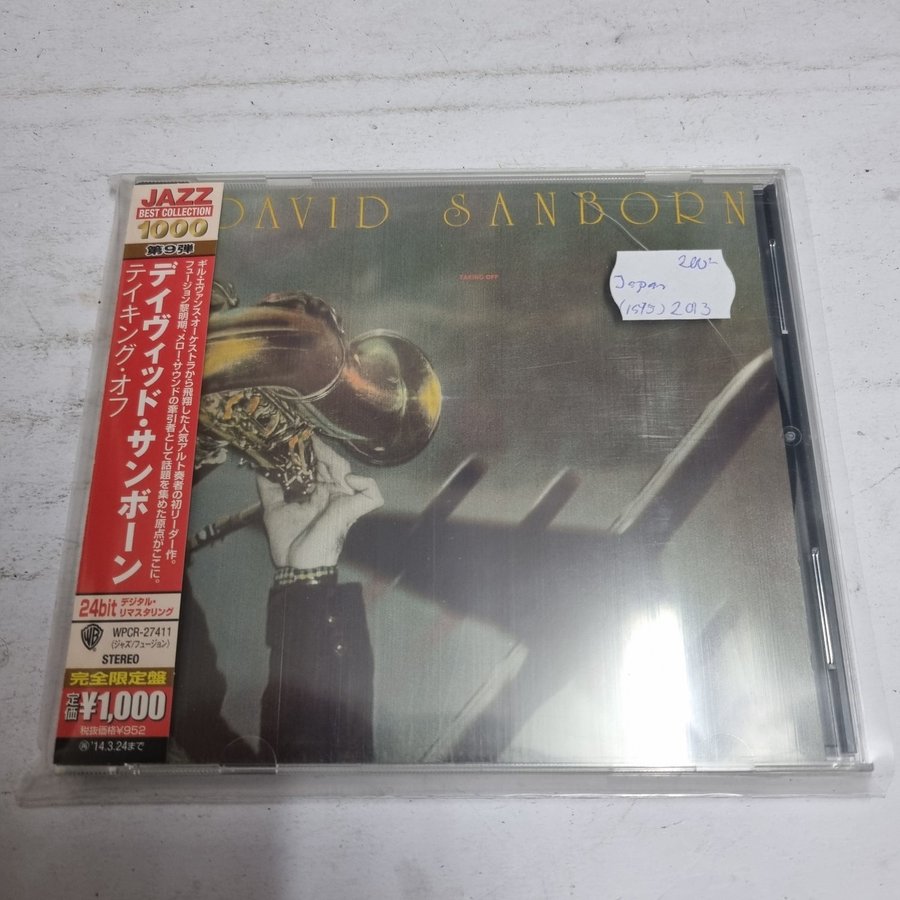 JAZZ
BEST COLLECTION
1000
第9弾
デイヴィッド・サンボーン
テイキング・オフ
ギル・エヴァンス・オーケストラから飛翔した人気アルト奏者の初リーダー作。
フュージョン黎明期、メロー・サウンドの牽引者として話題を集めた原点がここに。
24bit デジタル・
リマスタリング
WPCR-27411
(ジャズ/フュージョン)
STEREO
完全限定盤
定価 ¥1,000
税抜価格¥952
'14.3.24まで
DAVID SANBORN
TAKING OFF
Japan
(1975) 2013